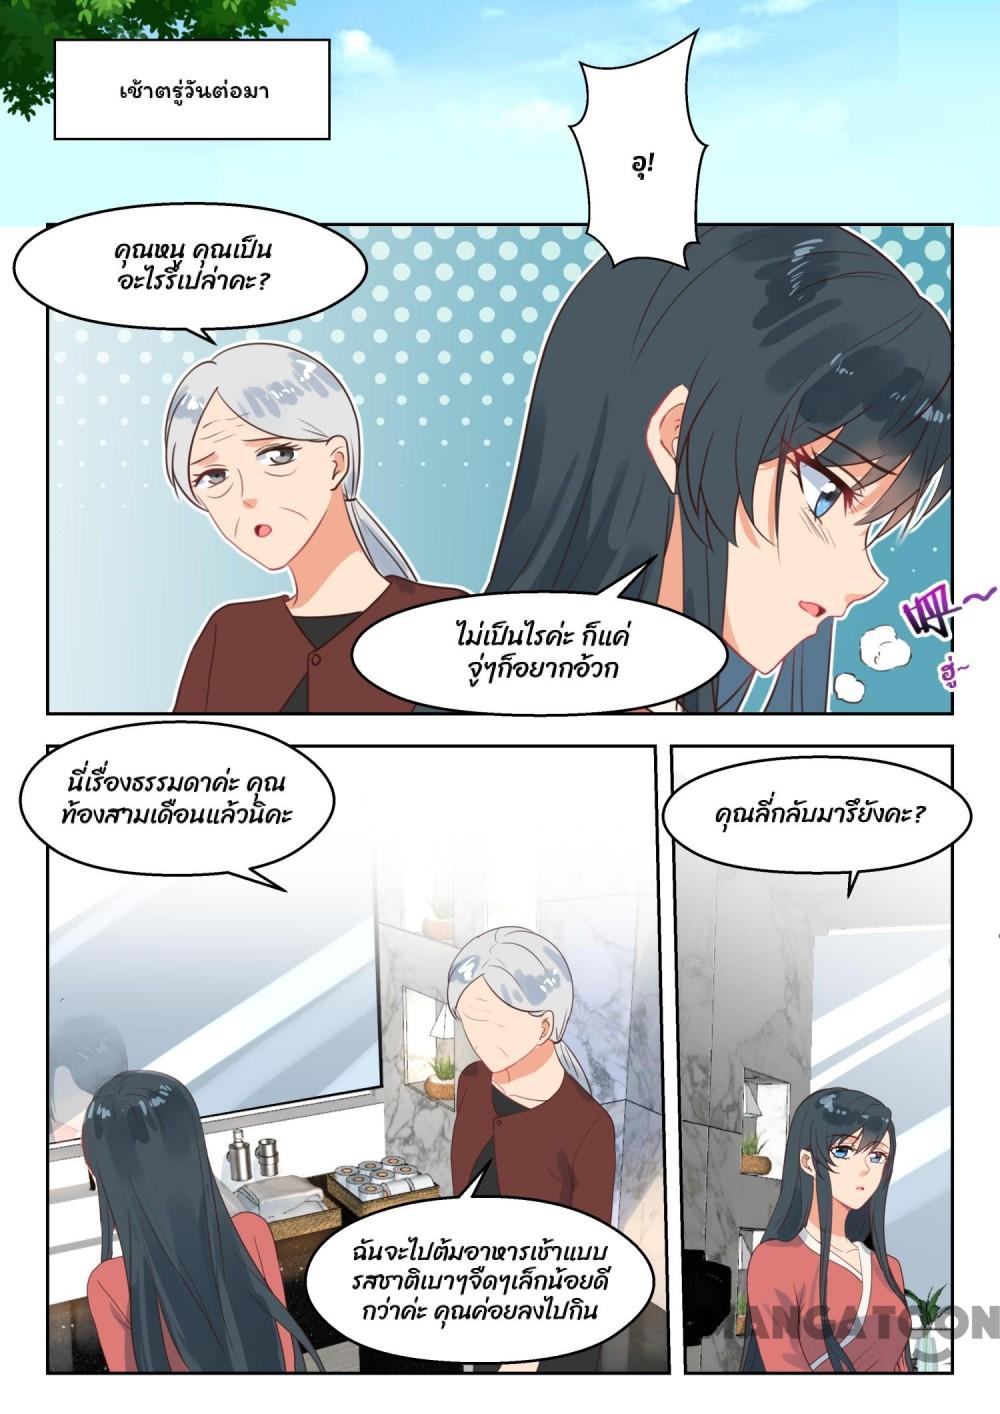 เช้าตรู่วันต่อมา
อุ!
คุณหนู คุณเป็น
อะไรรึเปล่าคะ?
ไม่เป็นไรค่ะ ก็แค่
จู่ๆก็อยากอ้วก
呼~
ฮู่~
นี่เรื่องธรรมดาค่ะ คุณ
ท้องสามเดือนแล้วนิคะ
คุณลี่กลับมารึยังคะ?
ฉันจะไปต้มอาหารเช้าแบบ
รสชาติเบาๆจืดๆเล็กน้อยดี
กว่าค่ะ คุณค่อยลงไปกิน
MANGATOON